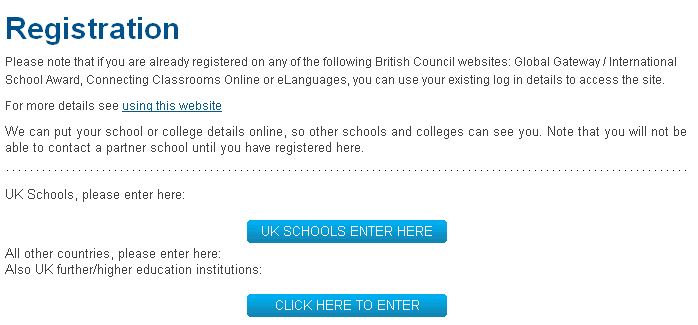 Registration
Please note that if you are already registered on any of the following British Council websites: Global Gateway / International
School Award, Connecting Classrooms Online or eLanguages, you can use your existing log in details to access the site.
For more details see using this website
We can put your school or college details online, so other schools and colleges can see you. Note that you will not be
able to contact a partner school until you have registered here.
UK Schools, please enter here:
UK SCHOOLS ENTER HERE
All other countries, please enter here:
Also UK further/higher education institutions:
CLICK HERE TO ENTER